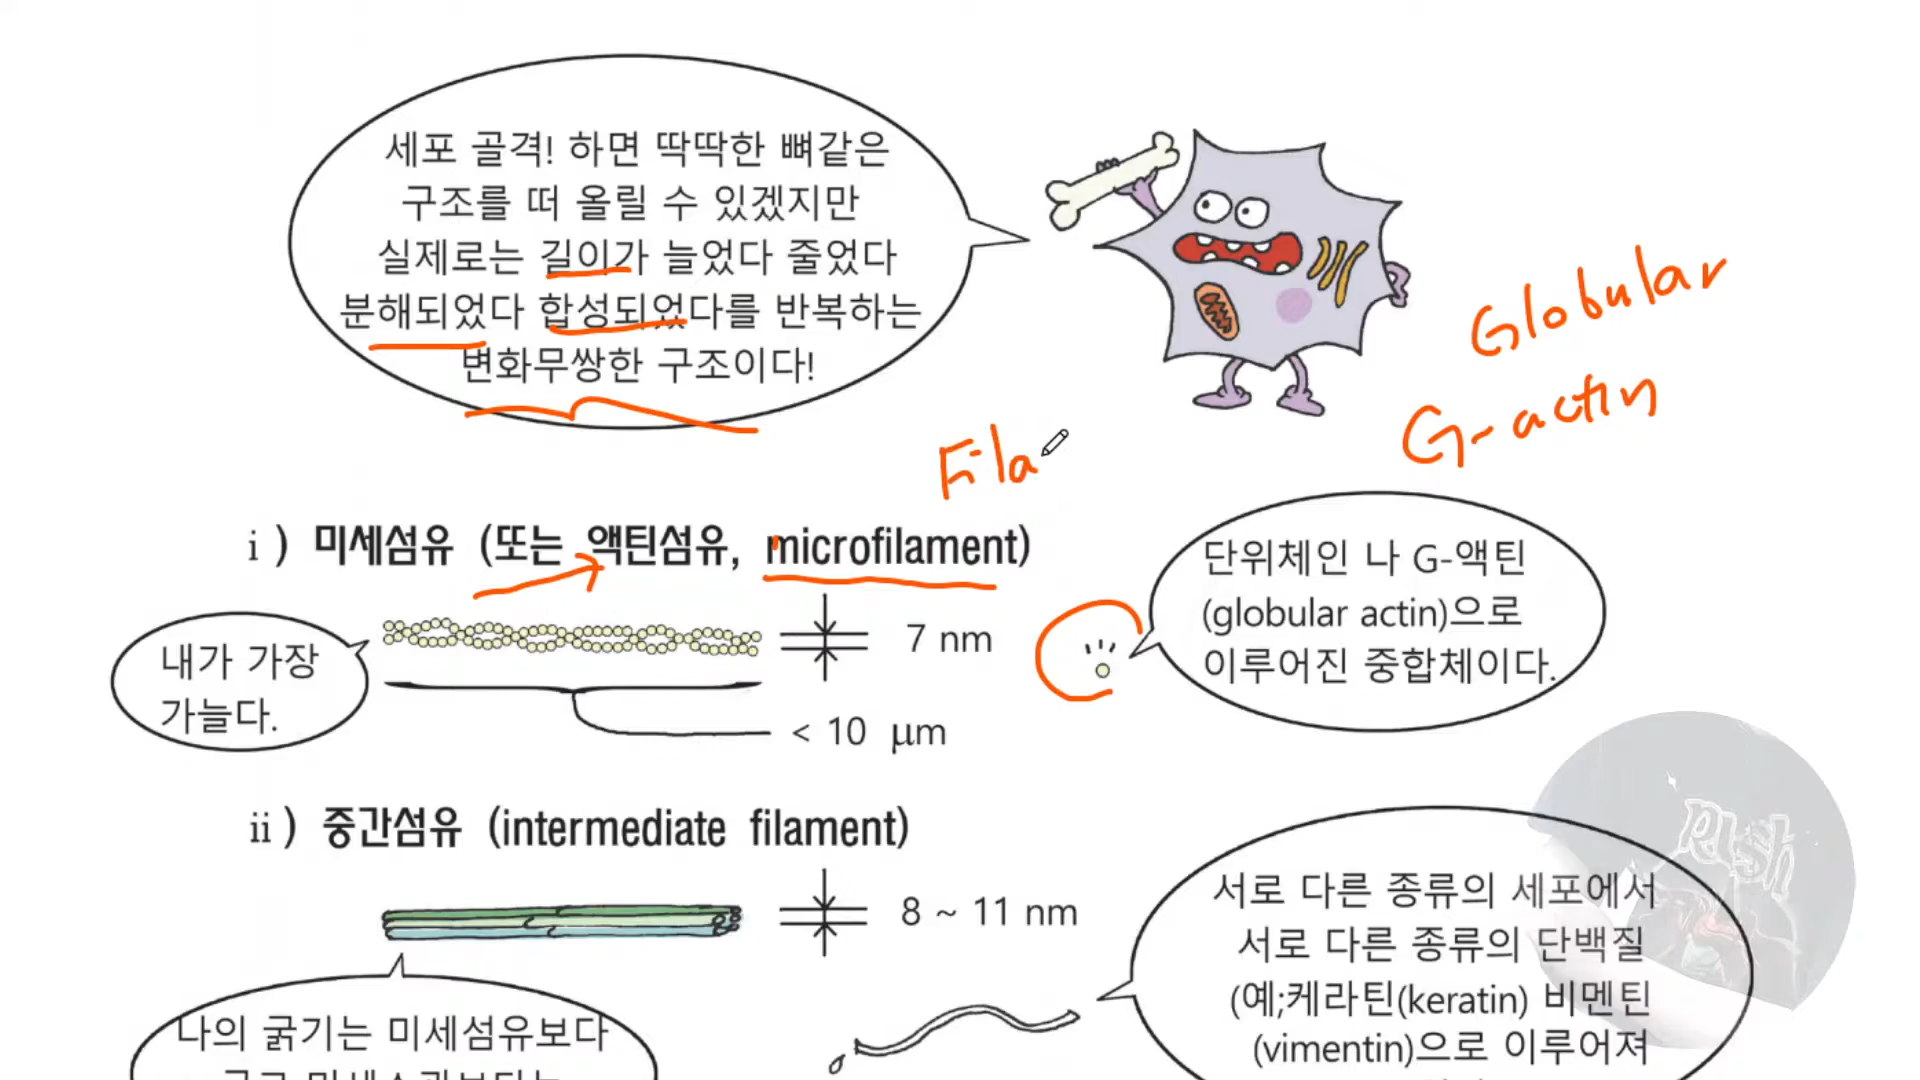 세포 골격! 하면 딱딱한 뼈같은
구조를 떠 올릴 수 있겠지만
실제로는 길이가 늘었다 줄었다
분해되었다 합성되었다를 반복하는
변화무쌍한 구조이다!
Globular
G-actin
Fila
i ) 미세섬유 (또는 액틴섬유, microfilament)
내가 가장
가늘다.
7 nm
< 10 μm
단위체인 나 G-액틴
(globular actin)으로
이루어진 중합체이다.
ii ) 중간섬유 (intermediate filament)
8 ~ 11 nm
서로 다른 종류의 세포에서
서로 다른 종류의 단백질
(예;케라틴(keratin) 비멘틴
(vimentin)으로 이루어져
나의 굵기는 미세섬유보다